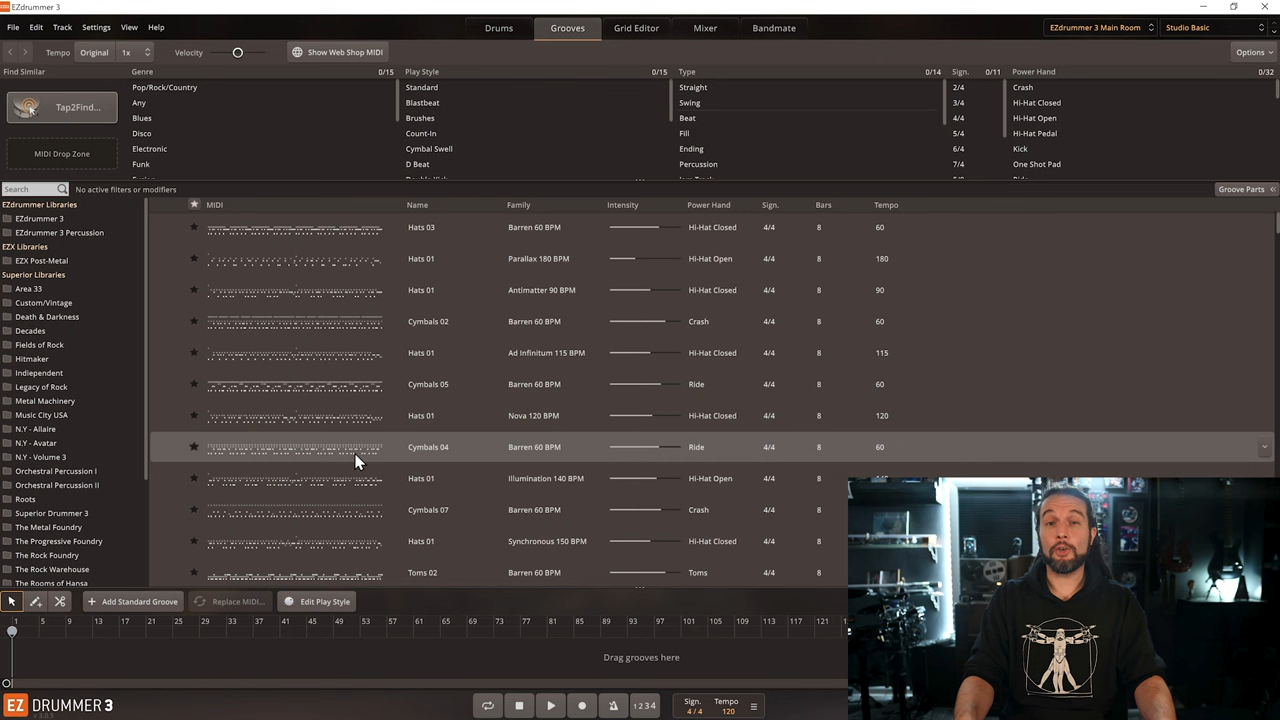 EZdrummer 3
File Edit Track Settings View Help
Drums Grooves Grid Editor Mixer Bandmate
EZdrummer 3 Main Room Studio Basic
Tempo Original 1x Velocity Show Web Shop MIDI Options
Find Similar Genre 0/15 Play Style 0/15 Type 0/14 Sign. 0/11 Power Hand 0/32
Pop/Rock/Country Standard Straight 2/4 Crash
Tap2Find... Any Blastbeat Swing 3/4 Hi-Hat Closed
Blues Brushes Beat 4/4 Hi-Hat Open
Disco Count-In Fill 5/4 Hi-Hat Pedal
MIDI Drop Zone Electronic Cymbal Swell Ending 6/4 Kick
Funk D Beat Percussion 7/4 One Shot Pad
Search No active filters or modifiers Groove Parts
EZdrummer Libraries
EZdrummer 3
EZdrummer 3 Percussion
EZX Libraries
EZX Post-Metal
Superior Libraries
Area 33
Custom/Vintage
Death & Darkness
Decades
Fields of Rock
Hitmaker
Indiependent
Legacy of Rock
Metal Machinery
Music City USA
N.Y - Allaire
N.Y - Avatar
N.Y - Volume 3
Orchestral Percussion I
Orchestral Percussion II
Roots
Superior Drummer 3
The Metal Foundry
The Progressive Foundry
The Rock Foundry
The Rock Warehouse
The Rooms of Hansa
MIDI Name Family Intensity Power Hand Sign. Bars Tempo
Hats 03 Barren 60 BPM Hi-Hat Closed 4/4 8 60
Hats 01 Parallax 180 BPM Hi-Hat Open 4/4 8 180
Hats 01 Antimatter 90 BPM Hi-Hat Closed 4/4 8 90
Cymbals 02 Barren 60 BPM Crash 4/4 8 60
Hats 01 Ad Infinitum 115 BPM Hi-Hat Closed 4/4 8 115
Cymbals 05 Barren 60 BPM Ride 4/4 8 60
Hats 01 Nova 120 BPM Hi-Hat Closed 4/4 8 120
Cymbals 04 Barren 60 BPM Ride 4/4 8 60
Hats 01 Illumination 140 BPM Hi-Hat Open 4/4 8
Cymbals 07 Barren 60 BPM Crash 4/4 8
Hats 01 Synchronous 150 BPM Hi-Hat Closed 4/4 8
Toms 02 Barren 60 BPM Toms 4/4 8
Add Standard Groove Replace MIDI... Edit Play Style
1 5 9 13 17 21 25 29 33 37 41 45 49 53 57 61 65 69 73 77 81 85 89 93 97 101 105 109 113 117 121
Drag grooves here
EZ DRUMMER 3
1234
Sign. Tempo
4/4 120